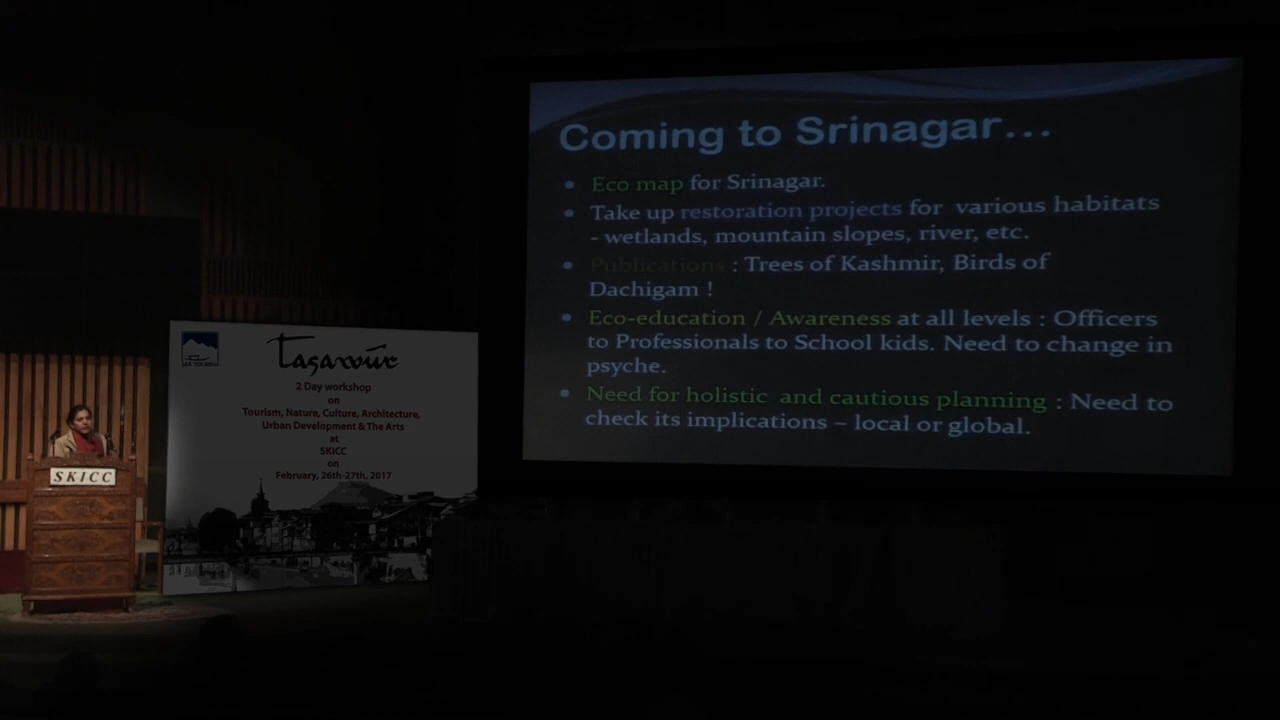 Coming to Srinagar...
• Eco map for Srinagar.
• Take up restoration projects for various habitats
- wetlands, mountain slopes, river, etc.
• Publications : Trees of Kashmir, Birds of
Dachigam !
• Eco-education / Awareness at all levels : Officers
to Professionals to School kids. Need to change in
psyche.
• Need for holistic and cautious planning : Need to
check its implications – local or global.
J&K TOURISM
Tasawur
2 Day workshop
on
Tourism, Nature, Culture, Architecture,
Urban Development & The Arts
at
SKICC
on
February, 26th-27th, 2017
SKICC